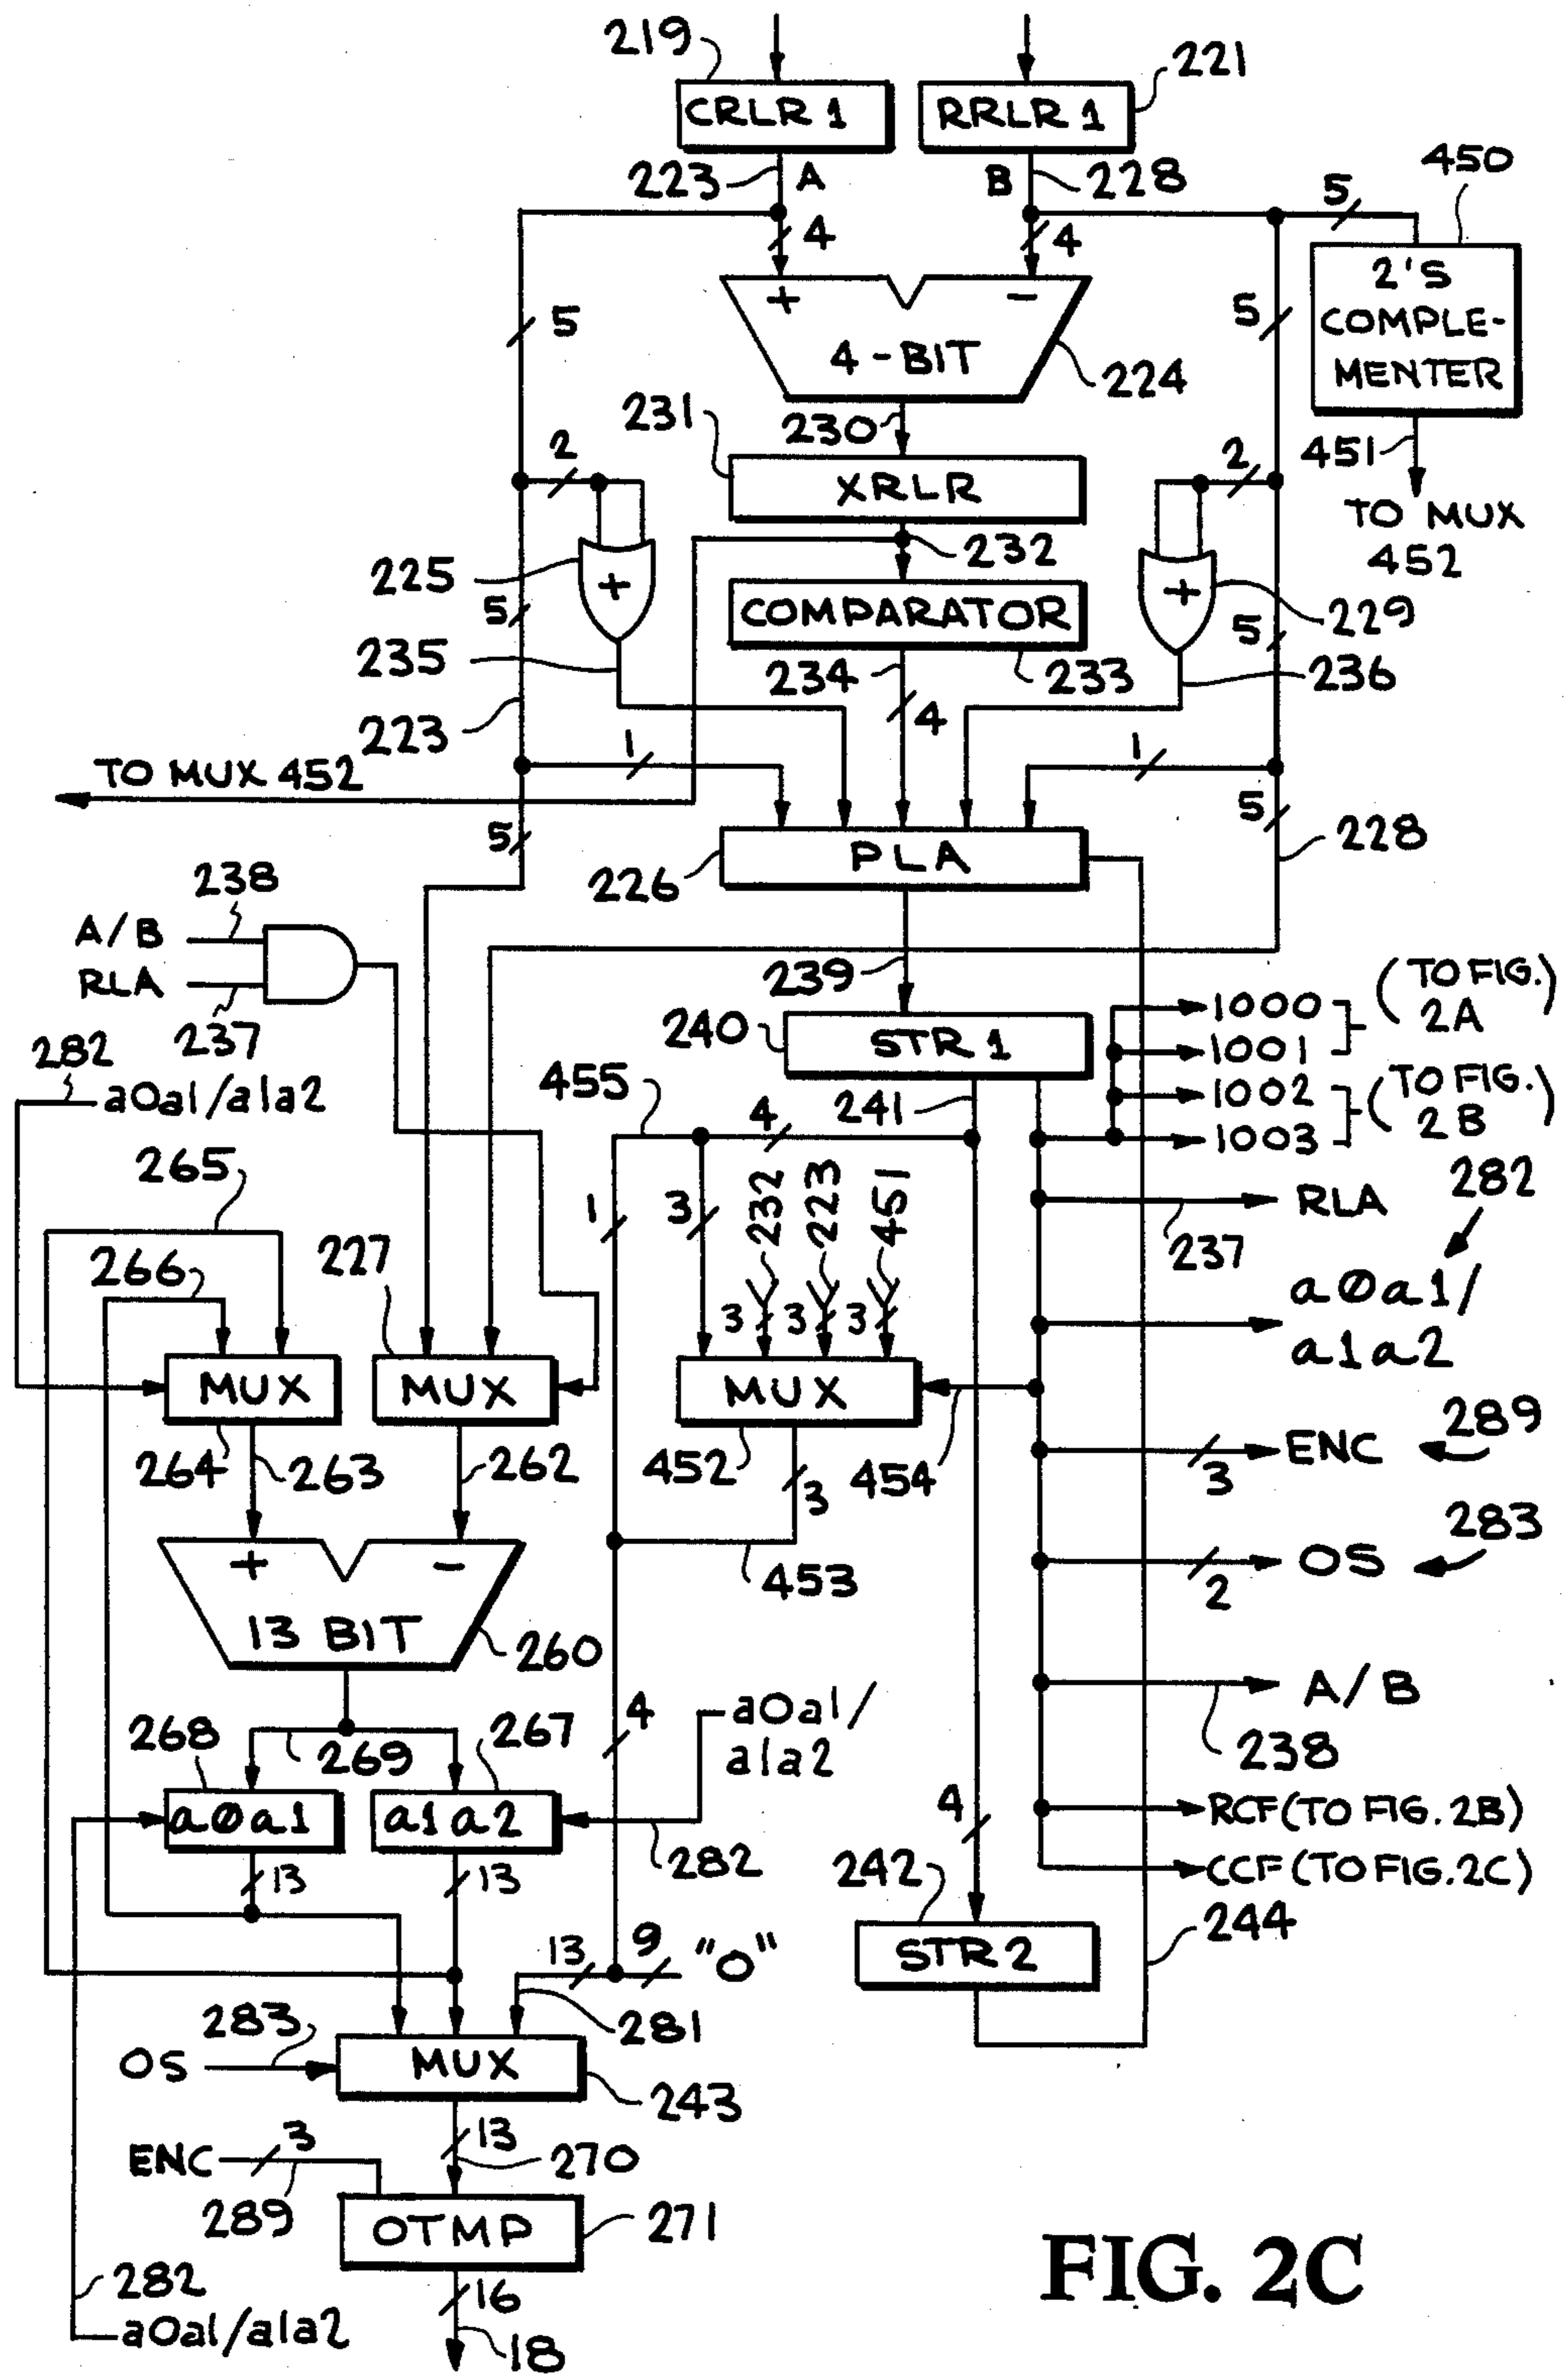 219
221
CRLR 1
RRLR 1
450
223
A
B
228
5
4
4
2'S
COMPLE-
MENTER
+
-
5
5
4-BIT
224
231
230
451
2
2
XRLR
TO MUX
452
232
225
+
COMPARATOR
+
229
5
5
235
234
233
236
4
223
1
1
TO MUX 452
5
5
PLA
228
226
238
A/B
RLA
237
239
1000
1001
(TO FIG.
2A)
240
STR 1
282
a0a1/a1a2
455
4
241
1002
1003
(TO FIG.
2B)
265
1
3
232
223
451
RLA
282
237
266
227
3
3
3
a0a1/
a1a2
MUX
MUX
MUX
264
263
262
452
3
454
3
ENC
289
+
-
453
OS
283
2
13 BIT
260
4
a0a1/
a1a2
A/B
238
268
269
267
a0a1
a1a2
282
4
RCF (TO FIG. 2B)
CCF (TO FIG. 2C)
13
13
242
244
13
9
"0"
STR 2
283
281
OS
MUX
243
13
270
ENC
3
289
OTMP
271
282
16
a0a1/a1a2
18
FIG. 2C